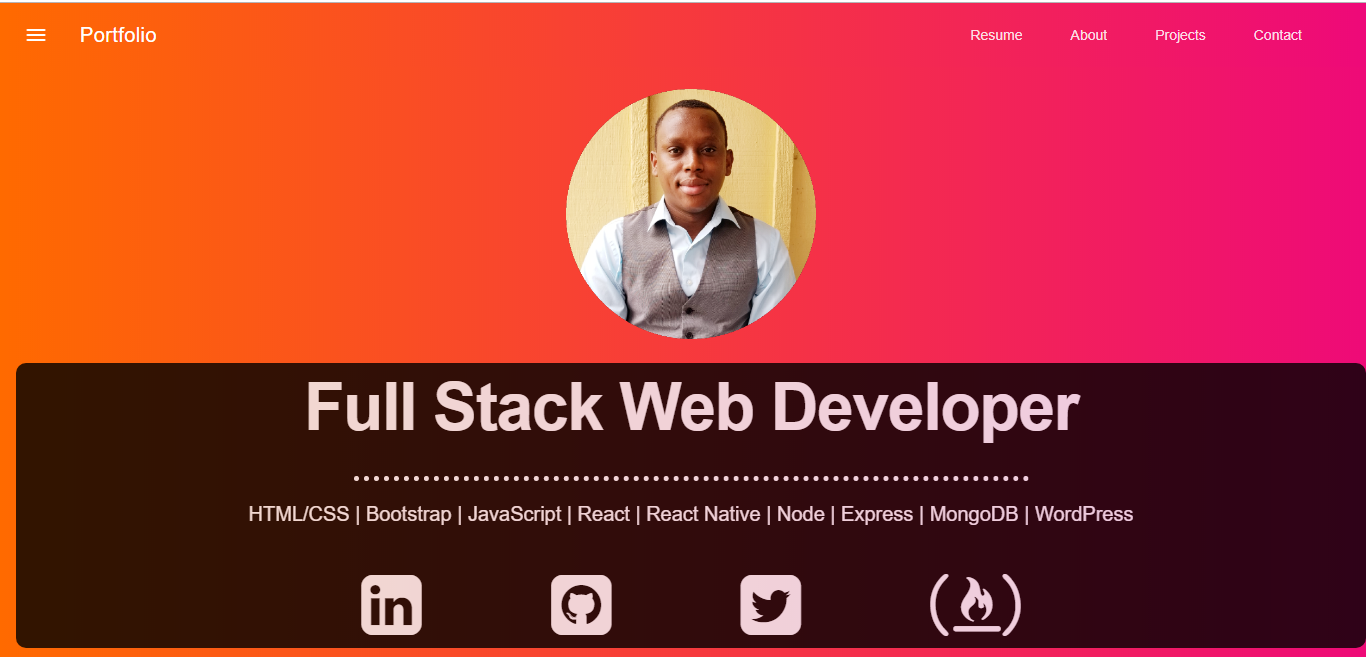 Portfolio
Resume About Projects Contact
Full Stack Web Developer
HTML/CSS | Bootstrap | JavaScript | React | React Native | Node | Express | MongoDB | WordPress
in